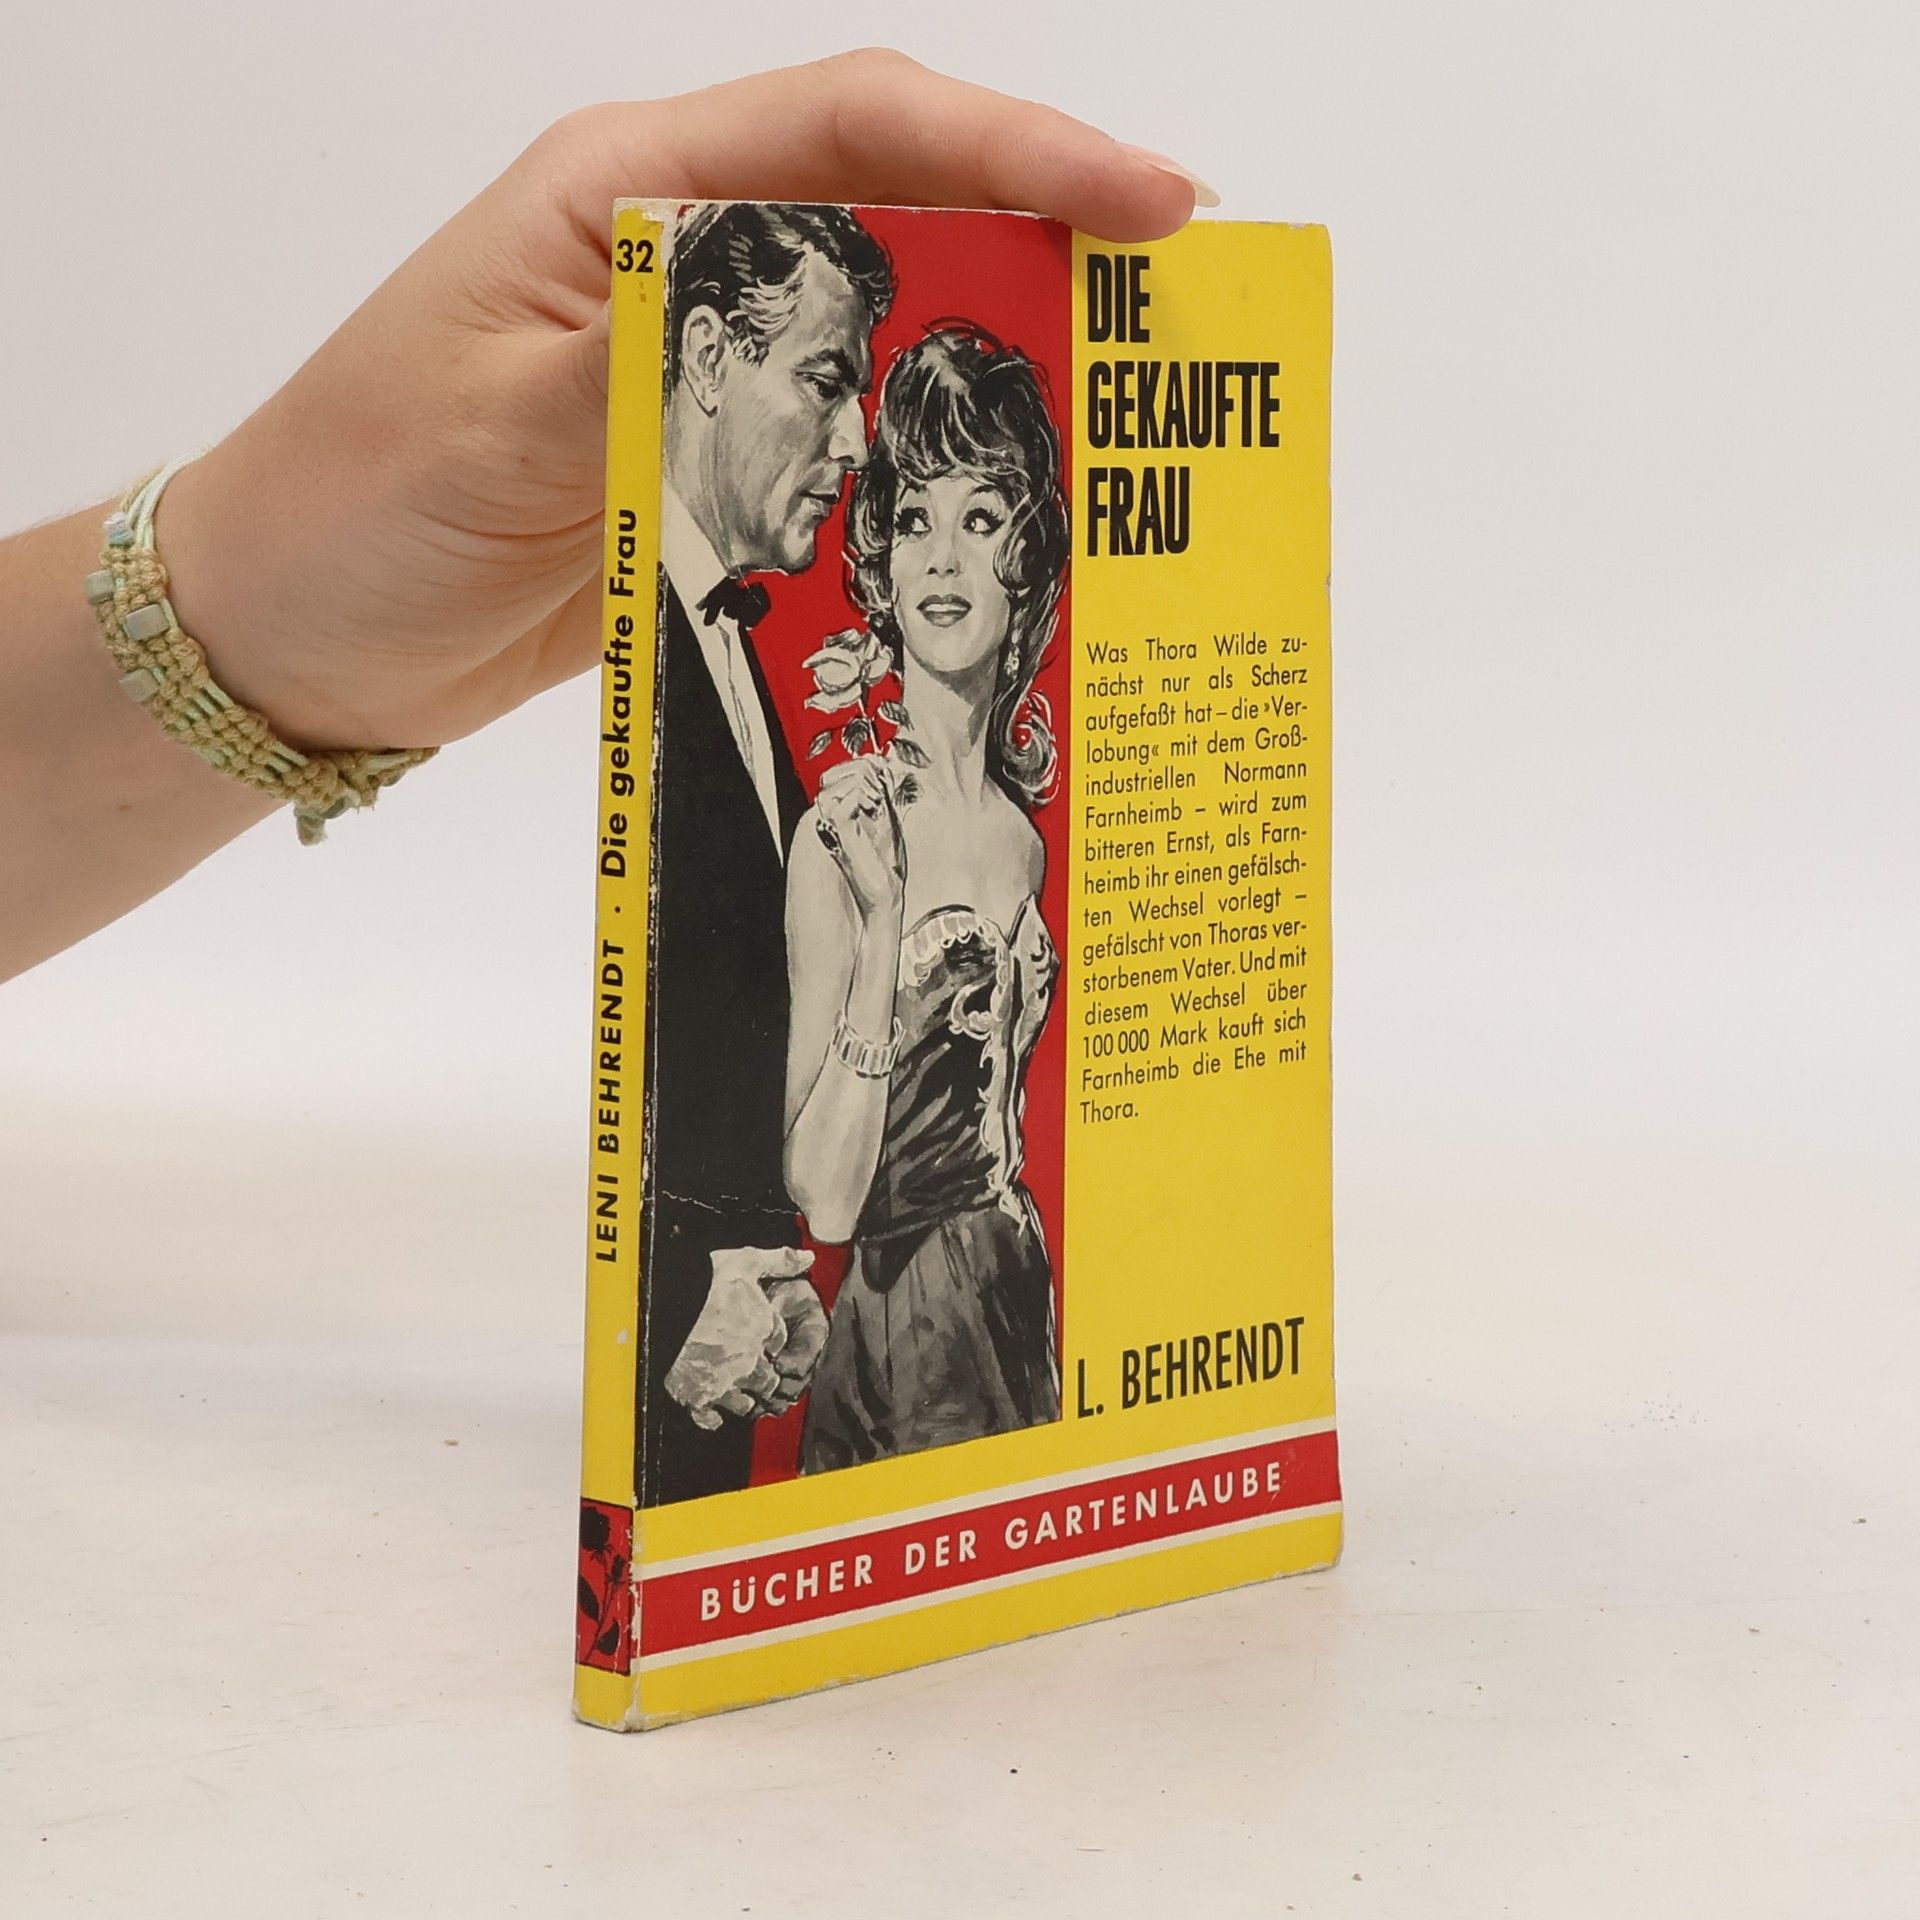 32
LENI BEHRENDT · Die gekaufte Frau
DIE
GEKAUFTE
FRAU
Was Thora Wilde zu-
nächst nur als Scherz
aufgefaßt hat – die »Ver-
lobung« mit dem Groß-
industriellen Normann
Farnheimb – wird zum
bitteren Ernst, als Farn-
heimb ihr einen gefälsch-
ten Wechsel vorlegt –
gefälscht von Thoras ver-
storbenem Vater. Und mit
diesem Wechsel über
100 000 Mark kauft sich
Farnheimb die Ehe mit
Thora.
L. BEHRENDT
BÜCHER DER GARTENLAUBE